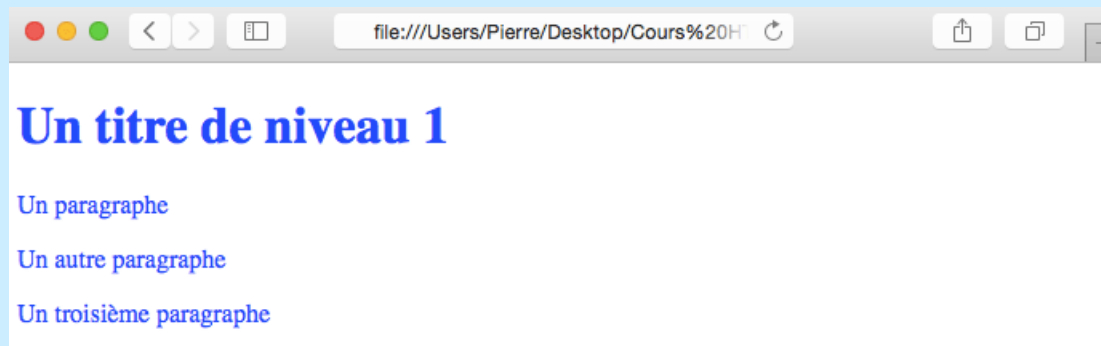 file:///Users/Pierre/Desktop/Cours%20H
Un titre de niveau 1
Un paragraphe
Un autre paragraphe
Un troisième paragraphe